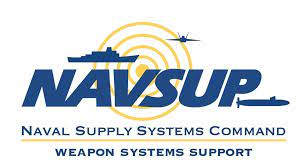 NAVSUP
NAVAL SUPPLY SYSTEMS COMMAND
WEAPON SYSTEMS SUPPORT